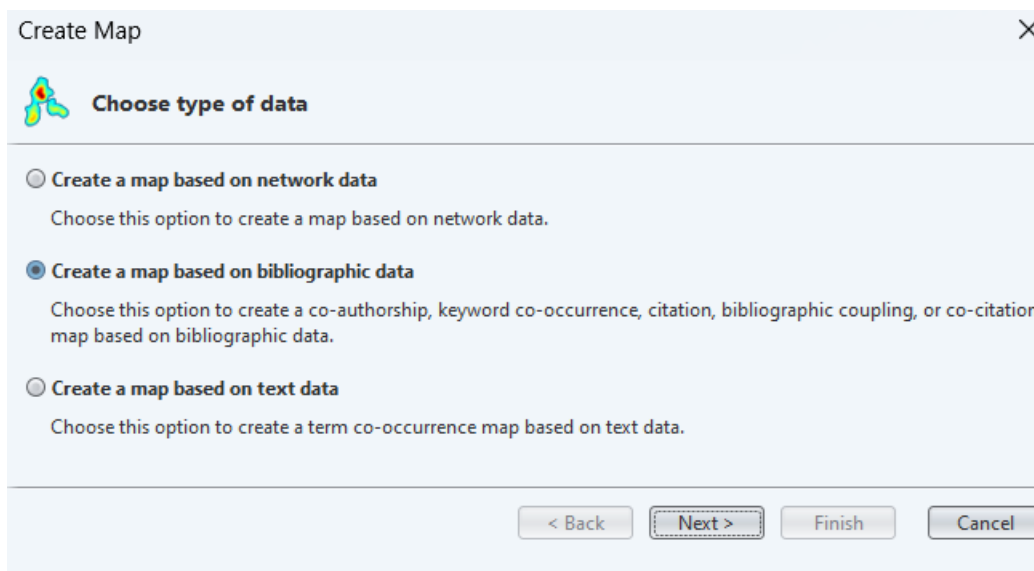 Create Map
Choose type of data
Create a map based on network data
Choose this option to create a map based on network data.
Create a map based on bibliographic data
Choose this option to create a co-authorship, keyword co-occurrence, citation, bibliographic coupling, or co-citation
map based on bibliographic data.
Create a map based on text data
Choose this option to create a term co-occurrence map based on text data.
< Back Next > Finish Cancel